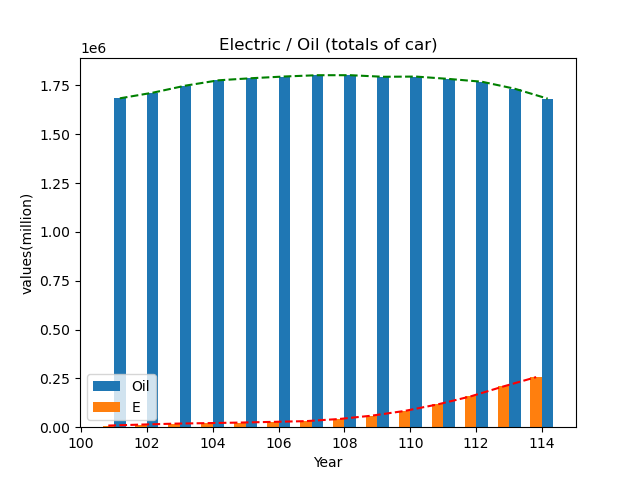 Electric / Oil (totals of car)
1e6
1.75
1.50
1.25
1.00
0.75
0.50
0.25
0.00
values(million)
Oil
E
100 102 104 106 108 110 112 114
Year